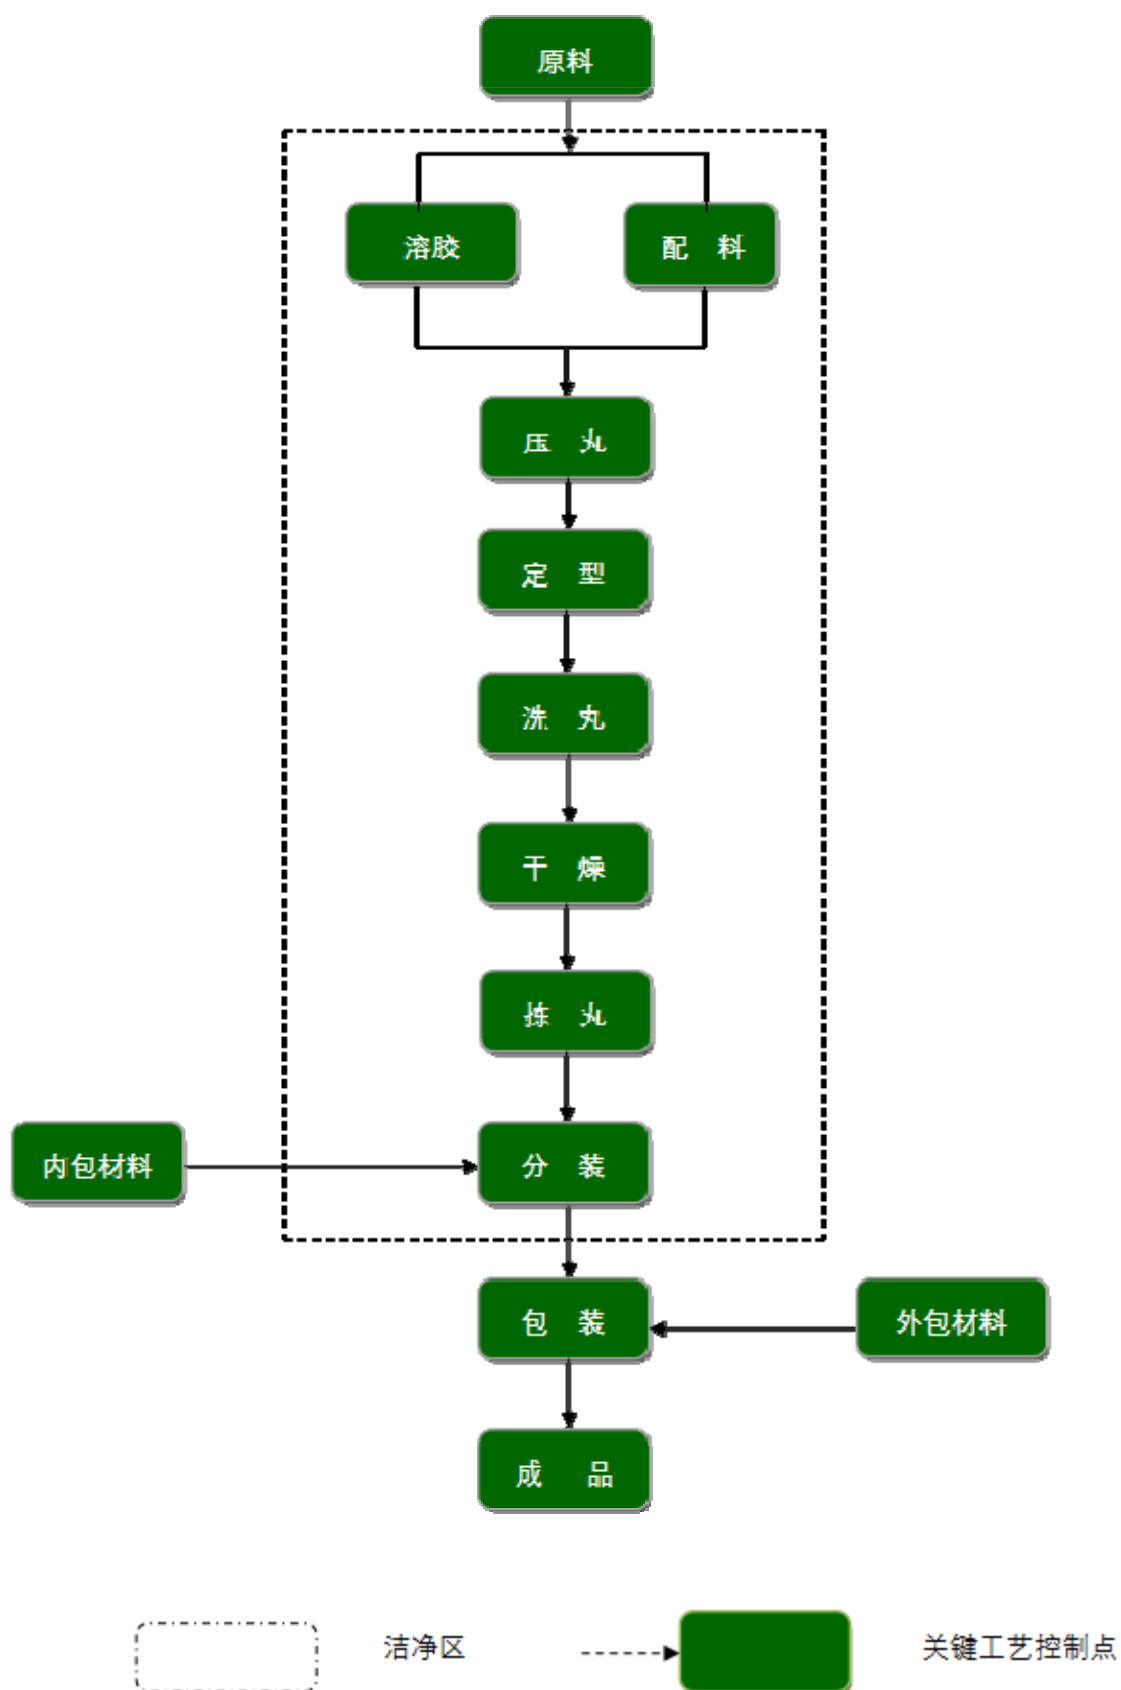 原料
溶胶
配 料
压 丸
定 型
洗 丸
干 燥
拣 丸
内包材料
分 装
包 装
外包材料
成 品
洁净区
关键工艺控制点